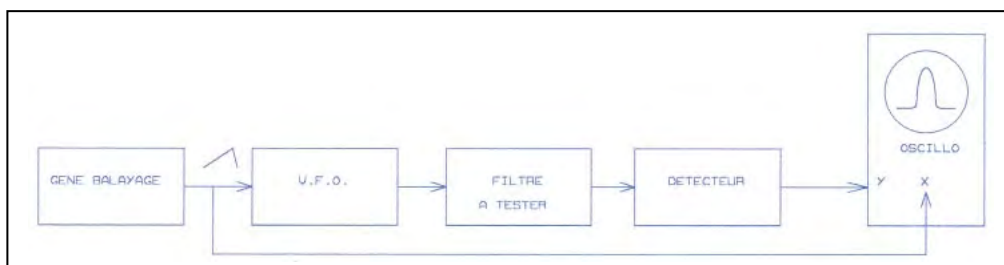 GENE BALAYAGE
V.F.O.
FILTRE
A TESTER
DETECTEUR
OSCILLO
Y X